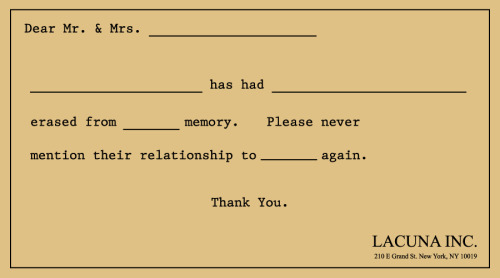 Dear Mr. & Mrs. ____________________
____________________ has had ____________________
erased from _______ memory. Please never
mention their relationship to _______ again.
Thank You.
LACUNA INC.
210 E Grand St. New York, NY 10019